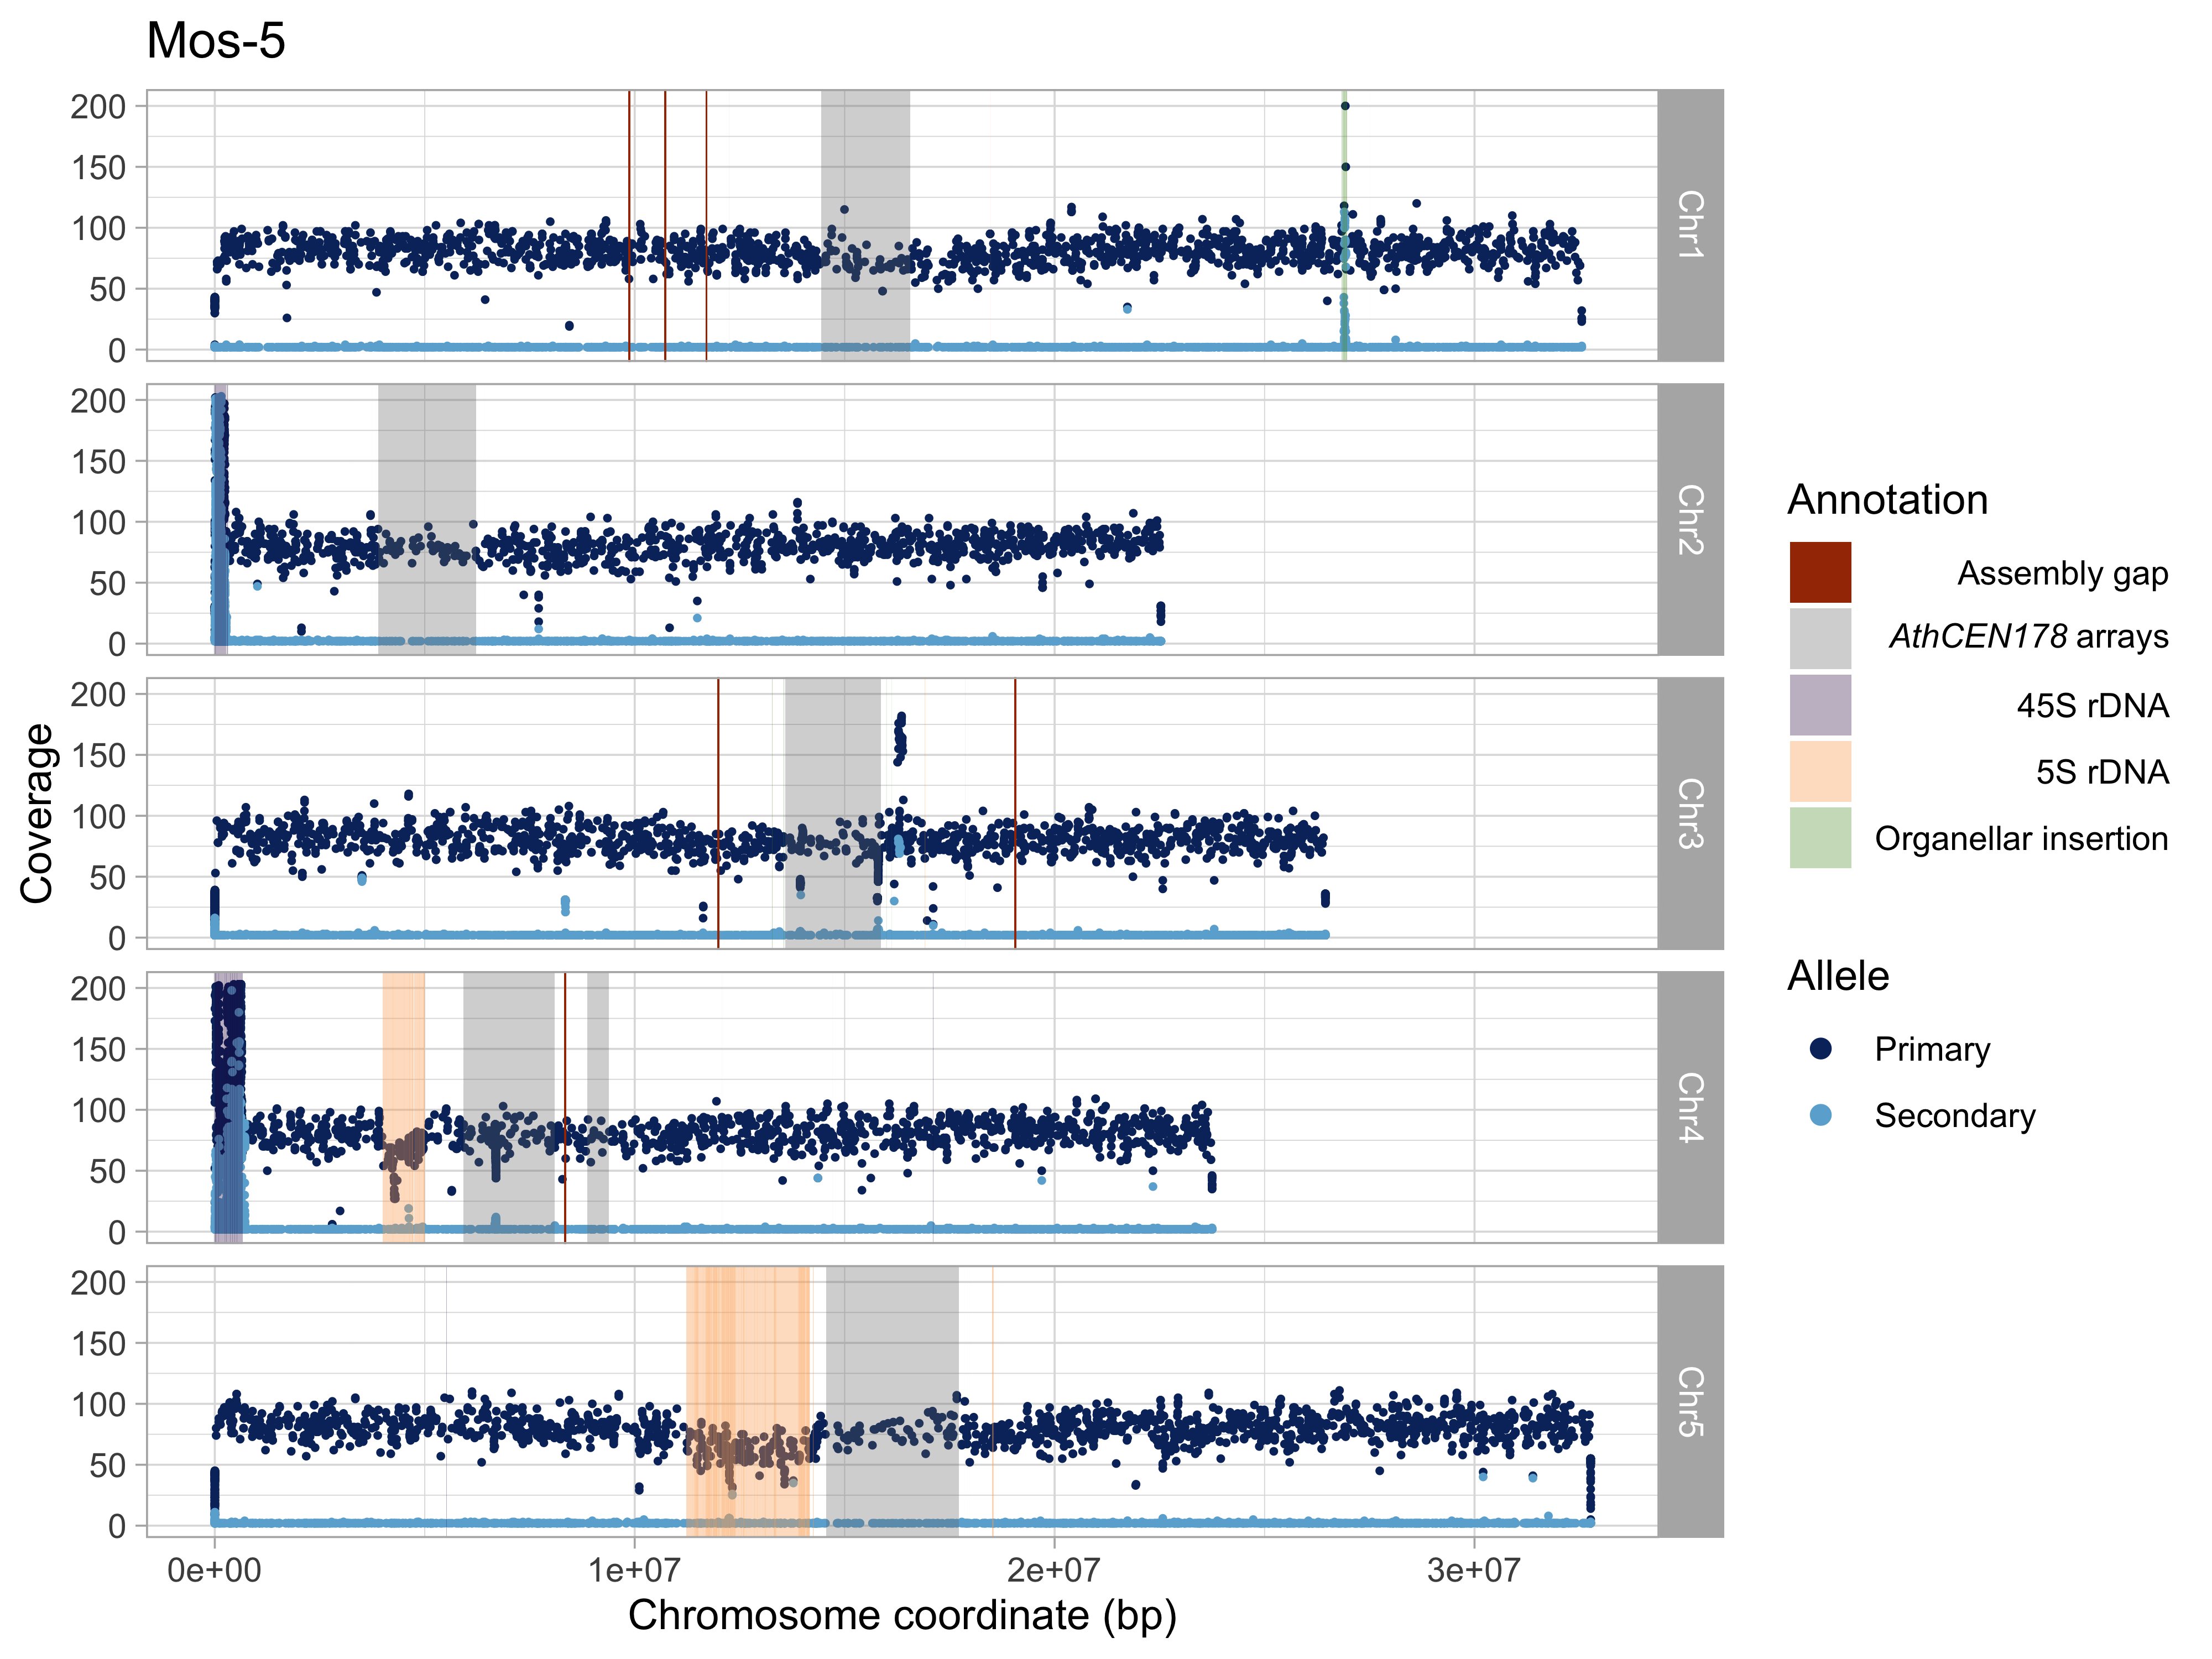 Mos-5
200
150
100
50
0
Chr1
200
150
100
50
0
Chr2
200
150
100
50
0
Chr3
200
150
100
50
0
Chr4
200
150
100
50
0
Chr5
0e+00 1e+07 2e+07 3e+07
Chromosome coordinate (bp)
Coverage
Annotation
Assembly gap
AthCEN178 arrays
45S rDNA
5S rDNA
Organellar insertion
Allele
Primary
Secondary